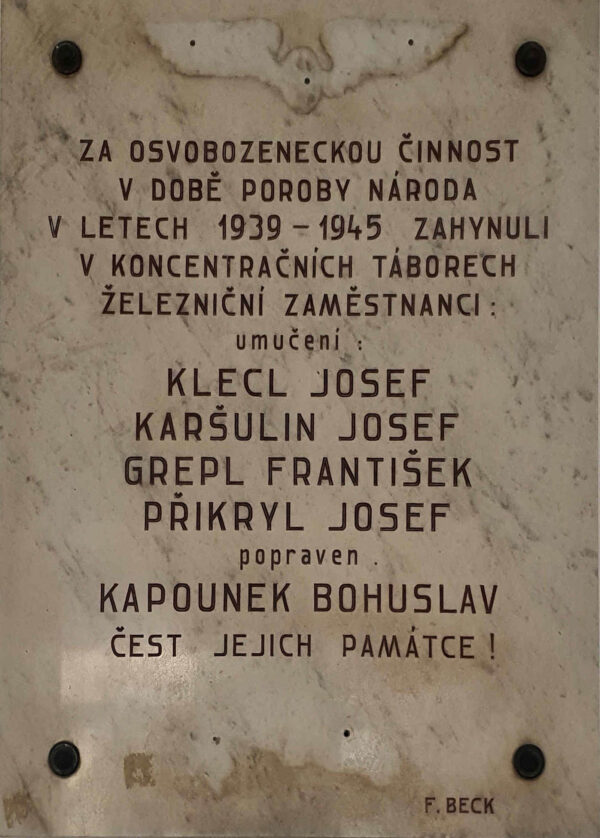 ZA OSVOBOZENECKOU ČINNOST
V DOBĚ POROBY NÁRODA
V LETECH 1939 – 1945 ZAHYNULI
V KONCENTRAČNÍCH TÁBORECH
ŽELEZNIČNÍ ZAMĚSTNANCI :
umučení :
KLECL JOSEF
KARŠULIN JOSEF
GREPL FRANTIŠEK
PŘIKRYL JOSEF
popraven .
KAPOUNEK BOHUSLAV
ČEST JEJICH PAMÁTCE !
F. BECK